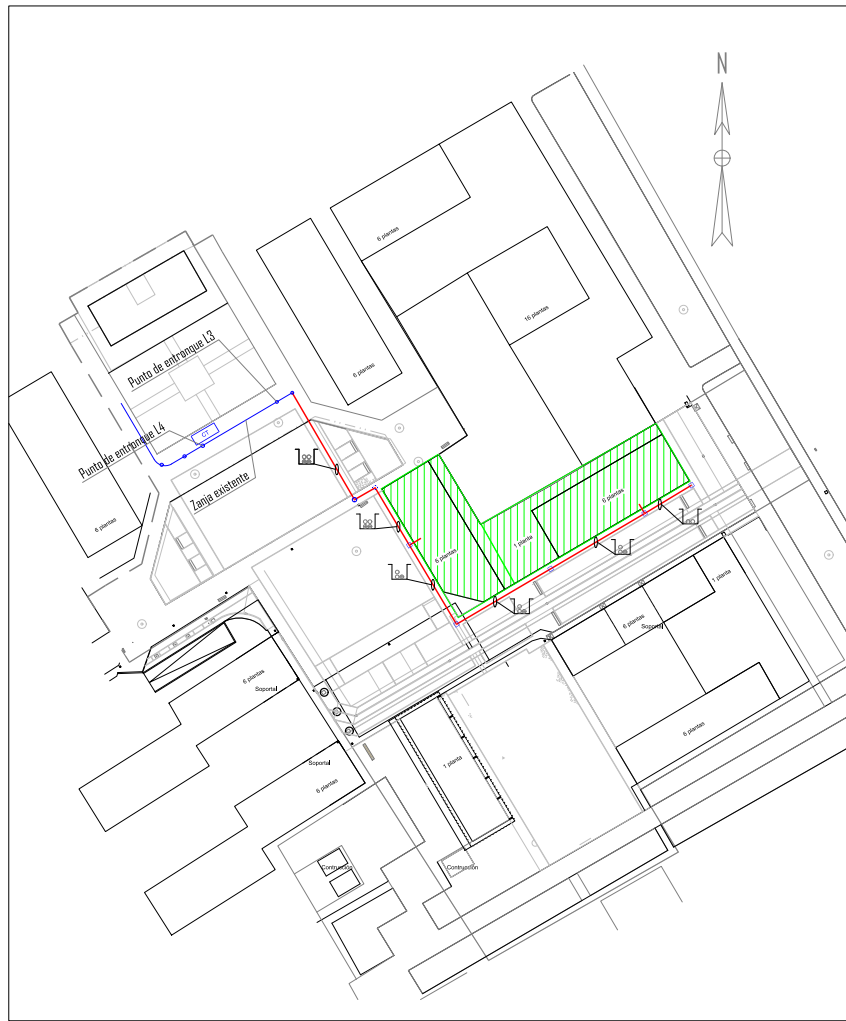 N
6 plantas
16 plantas
Punto de entronque L3
6 plantas
CT
Punto de entronque L4
Zanja existente
6 plantas
6 plantas
1 planta
6 plantas
1 planta
6 plantas
Soportal
6 plantas
Soportal
6 plantas
1 planta
Soportal
6 plantas
Contrucción
Contrucción